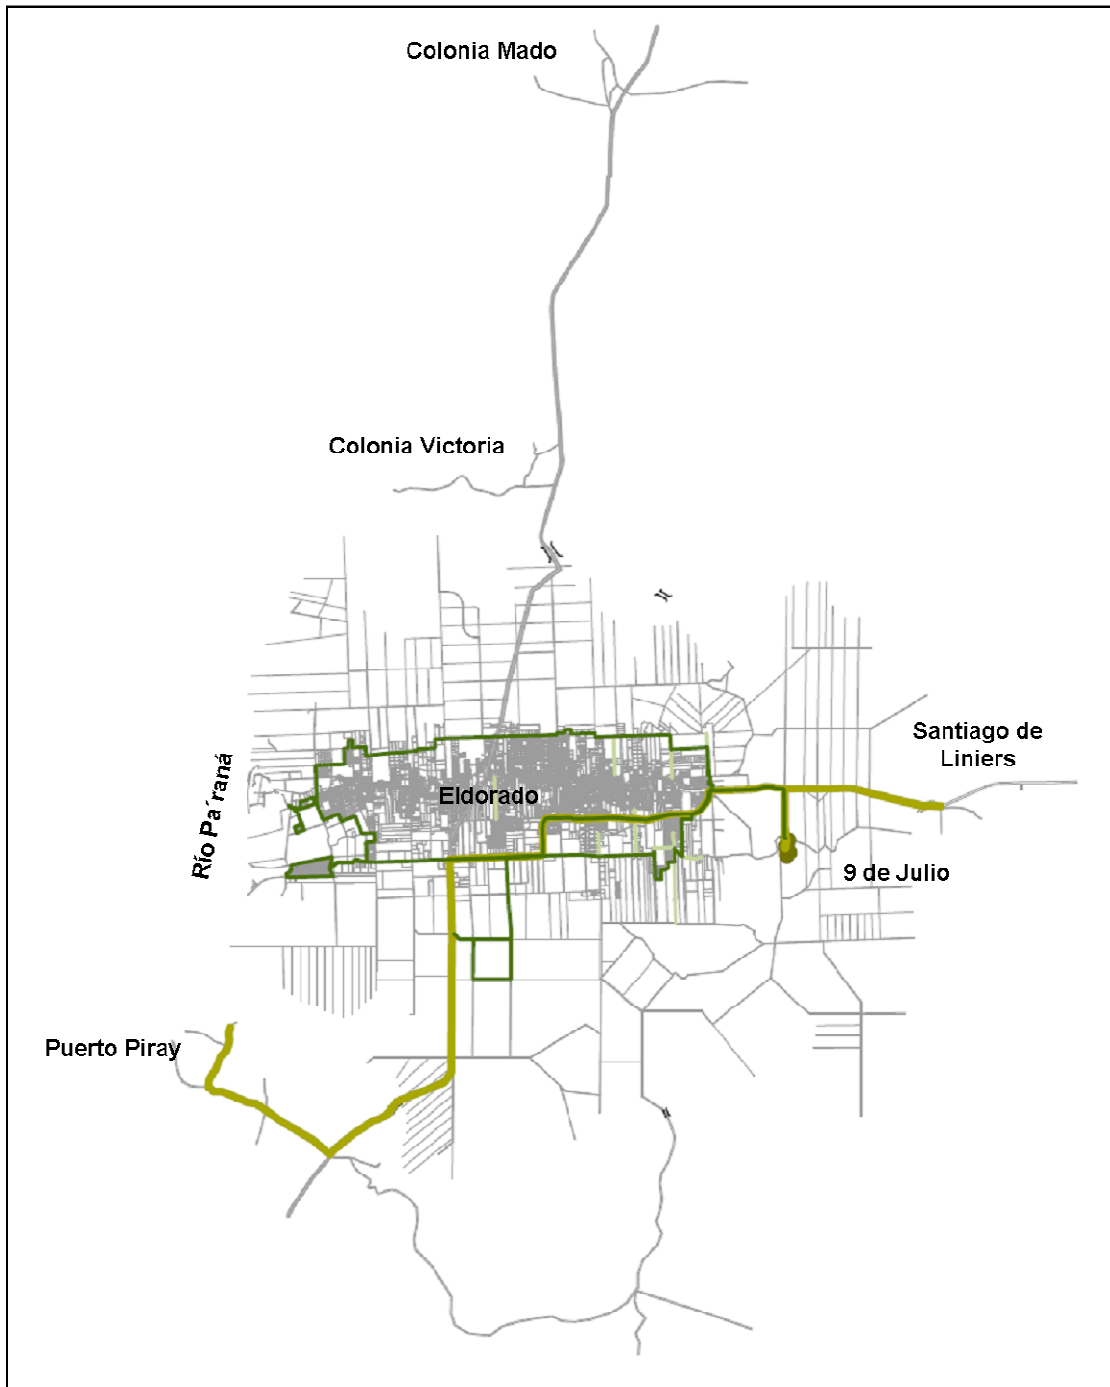 Colonia Mado
Colonia Victoria
Santiago de
Liniers
Eldorado
Río Pa´raná
9 de Julio
Puerto Piray